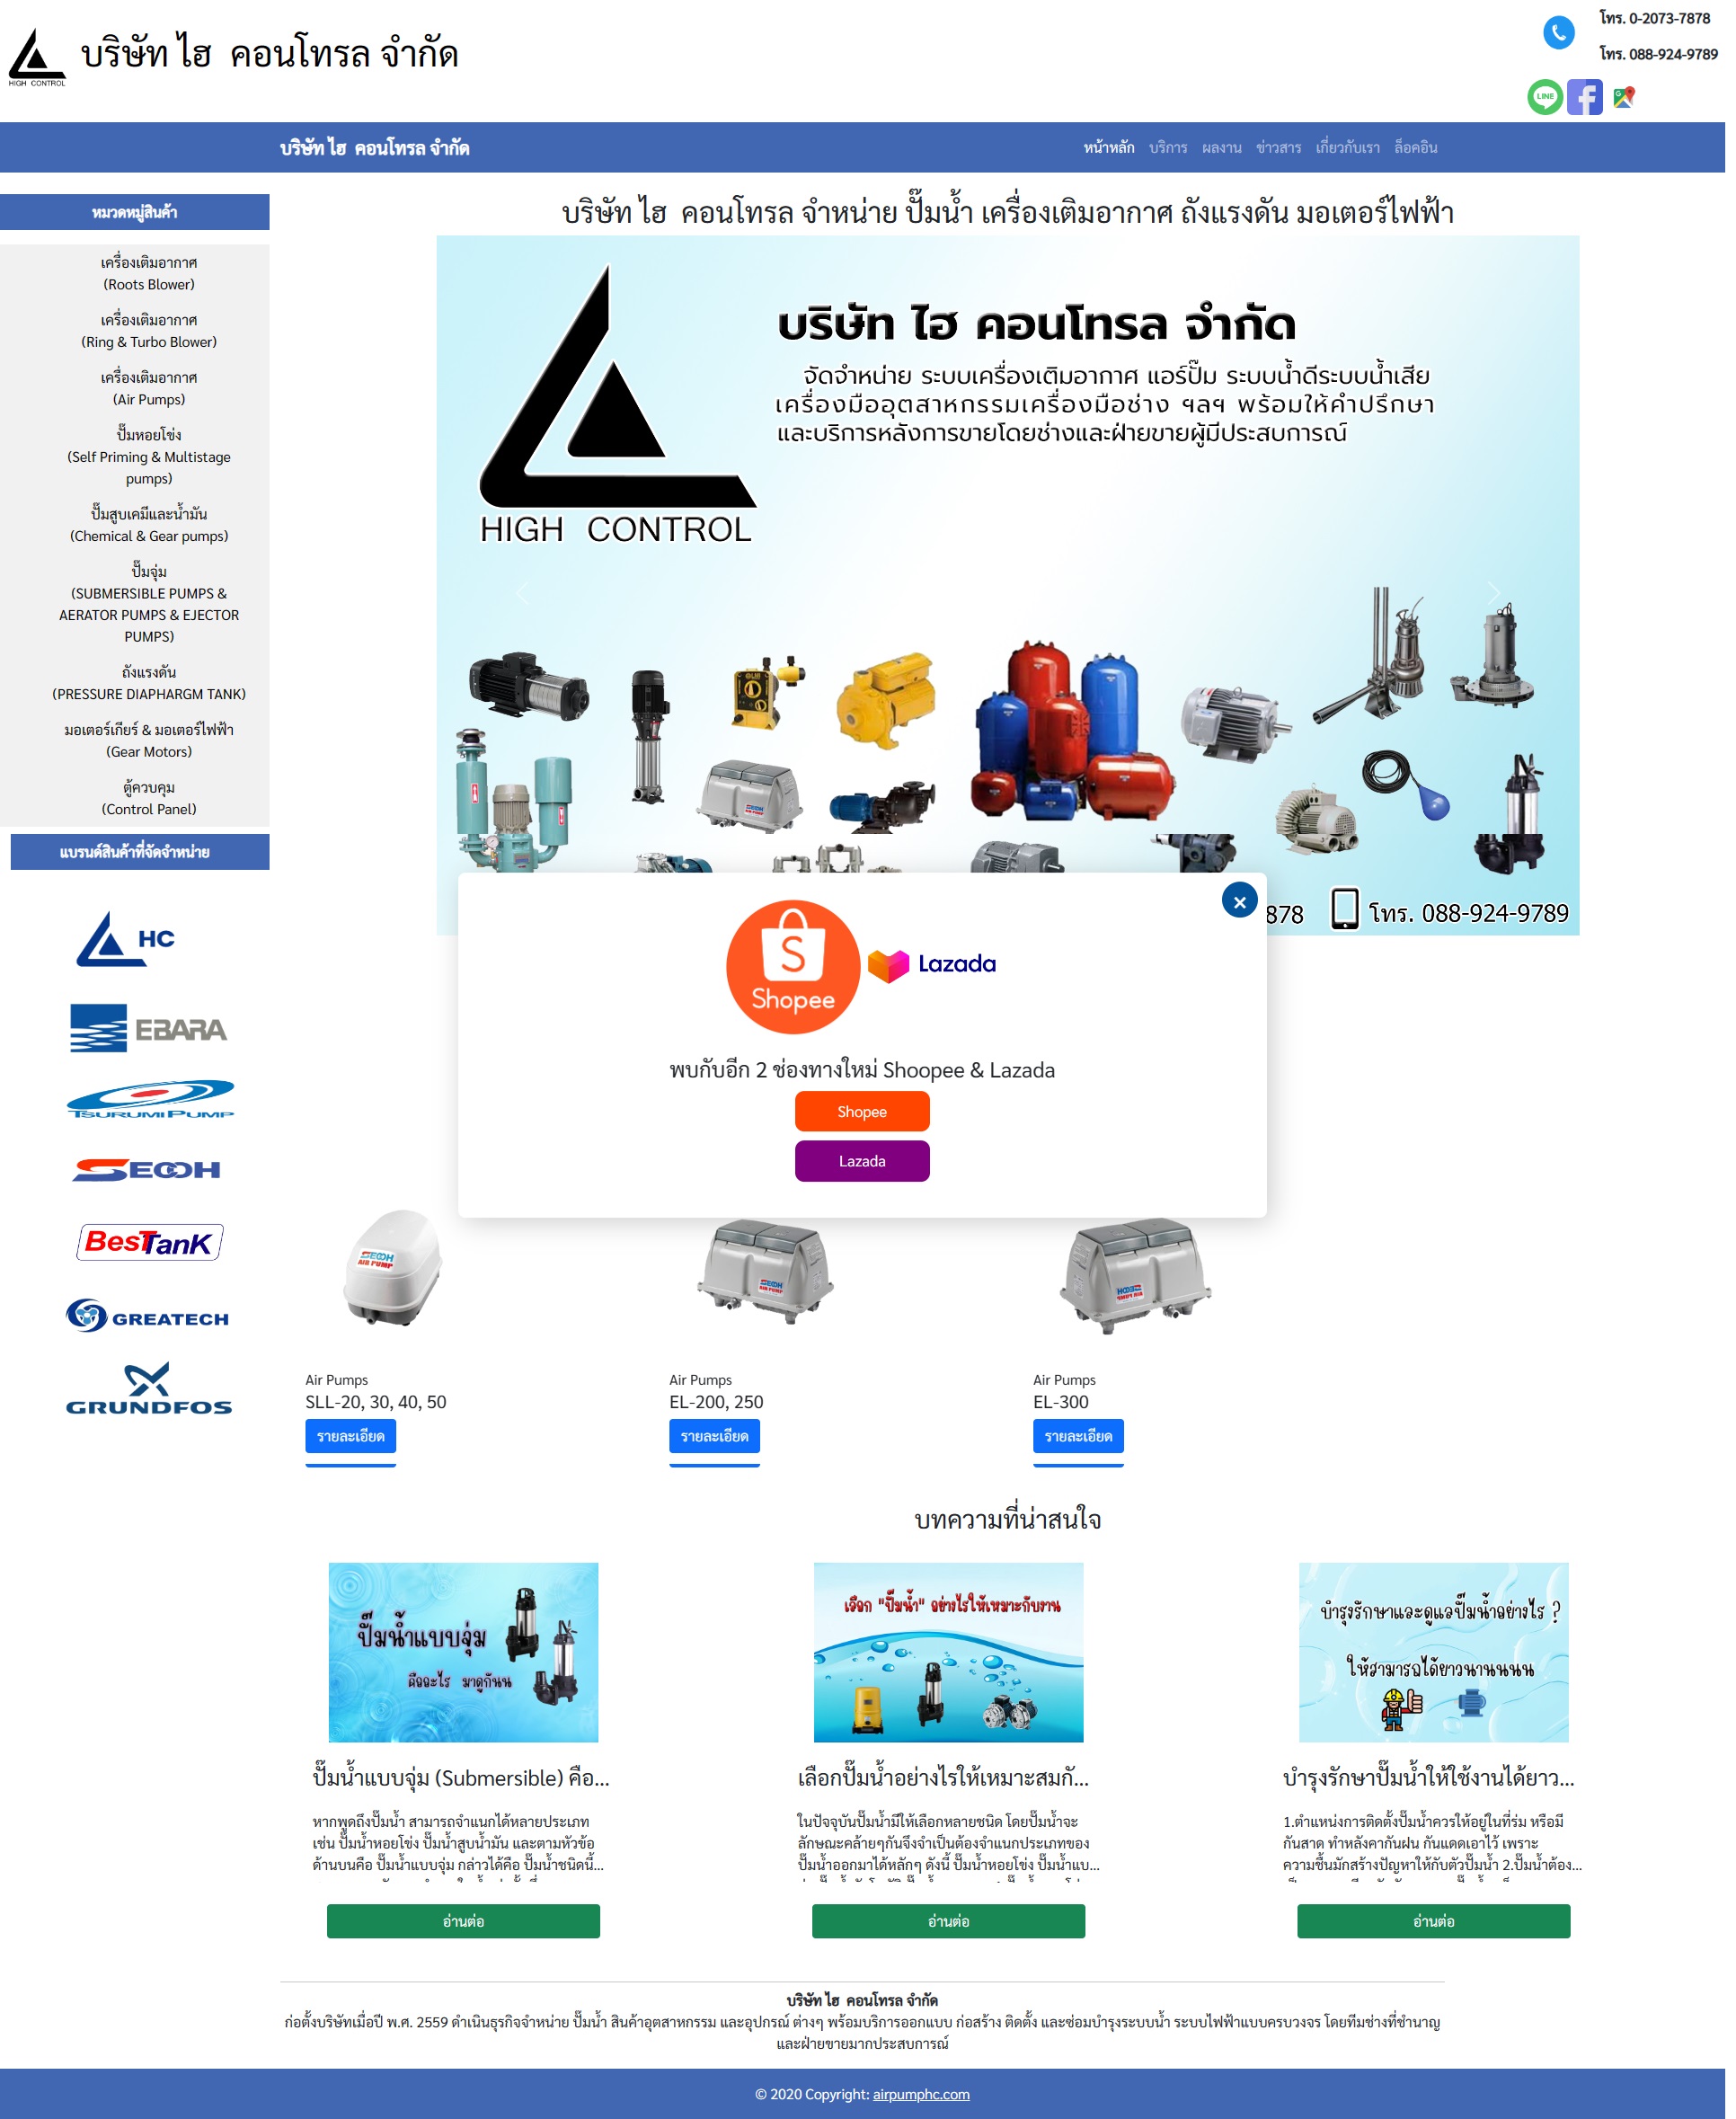 HIGH CONTROL
บริษัท ไฮ คอนโทรล จำกัด
โทร. 0-2073-7878
โทร. 088-924-9789
LINE
บริษัท ไฮ คอนโทรล จำกัด
หน้าหลัก บริการ ผลงาน ข่าวสาร เกี่ยวกับเรา ล็อคอิน
หมวดหมู่สินค้า
เครื่องเติมอากาศ
(Roots Blower)
เครื่องเติมอากาศ
(Ring & Turbo Blower)
เครื่องเติมอากาศ
(Air Pumps)
ปั๊มหอยโข่ง
(Self Priming & Multistage
pumps)
ปั๊มสูบเคมีและน้ำมัน
(Chemical & Gear pumps)
ปั๊มจุ่ม
(SUBMERSIBLE PUMPS &
AERATOR PUMPS & EJECTOR
PUMPS)
ถังแรงดัน
(PRESSURE DIAPHARGM TANK)
มอเตอร์เกียร์ & มอเตอร์ไฟฟ้า
(Gear Motors)
ตู้ควบคุม
(Control Panel)
แบรนด์สินค้าที่จัดจำหน่าย
HC
EBARA
TSURUMI PUMP
SECOH
BesTTanK
GREATECH
GRUNDFOS
บริษัท ไฮ คอนโทรล จำหน่าย ปั๊มน้ำ เครื่องเติมอากาศ ถังแรงดัน มอเตอร์ไฟฟ้า
บริษัท ไฮ คอนโทรล จำกัด
จัดจำหน่าย ระบบเครื่องเติมอากาศ แอร์ปั๊ม ระบบน้ำดีระบบน้ำเสีย
เครื่องมืออุตสาหกรรมเครื่องมือช่าง ฯลฯ พร้อมให้คำปรึกษา
และบริการหลังการขายโดยช่างและฝ่ายขายผู้มีประสบการณ์
HIGH CONTROL
878 โทร. 088-924-9789
×
Shopee
Lazada
พบกับอีก 2 ช่องทางใหม่ Shoopee & Lazada
Shopee
Lazada
SECOH
AIR PUMP
SECOH
AIR PUMP
Air Pumps
SLL-20, 30, 40, 50
รายละเอียด
Air Pumps
EL-200, 250
รายละเอียด
Air Pumps
EL-300
รายละเอียด
บทความที่น่าสนใจ
ปั๊มน้ำแบบจุ่ม
คืออะไร มาดูกันนน
ปั๊มน้ำแบบจุ่ม (Submersible) คือ...
หากพูดถึงปั๊มน้ำ สามารถจำแนกได้หลายประเภท
เช่น ปั๊มน้ำหอยโข่ง ปั๊มน้ำสูบน้ำมัน และตามหัวข้อ
ด้านบนคือ ปั๊มน้ำแบบจุ่ม กล่าวได้คือ ปั๊มน้ำชนิดนี้...
อ่านต่อ
เลือก "ปั๊มน้ำ" อย่างไรให้เหมาะกับงาน
เลือกปั๊มน้ำอย่างไรให้เหมาะสมกั...
ในปัจจุบันปั๊มน้ำมีให้เลือกหลายชนิด โดยปั๊มน้ำจะ
ลักษณะคล้ายๆกันจึงจำเป็นต้องจำแนกประเภทของ
ปั๊มน้ำออกมาได้หลักๆ ดังนี้ ปั๊มน้ำหอยโข่ง ปั๊มน้ำแบ...
อ่านต่อ
บำรุงรักษาและดูแลปั๊มน้ำอย่างไร ?
ให้สามารถได้ยาวนานนนนน
บำรุงรักษาปั๊มน้ำให้ใช้งานได้ยาว...
1.ตำแหน่งการติดตั้งปั๊มน้ำควรให้อยู่ในที่ร่ม หรือมี
กันสาด ทำหลังคากันฝน กันแดดเอาไว้ เพราะ
ความชื้นมักสร้างปัญหาให้กับตัวปั๊มน้ำ 2.ปั๊มน้ำต้อง...
อ่านต่อ
บริษัท ไฮ คอนโทรล จำกัด
ก่อตั้งบริษัทเมื่อปี พ.ศ. 2559 ดำเนินธุรกิจจำหน่าย ปั๊มน้ำ สินค้าอุตสาหกรรม และอุปกรณ์ ต่างๆ พร้อมบริการออกแบบ ก่อสร้าง ติดตั้ง และซ่อมบำรุงระบบน้ำ ระบบไฟฟ้าแบบครบวงจร โดยทีมช่างที่ชำนาญ
และฝ่ายขายมากประสบการณ์
© 2020 Copyright: airpumphc.com